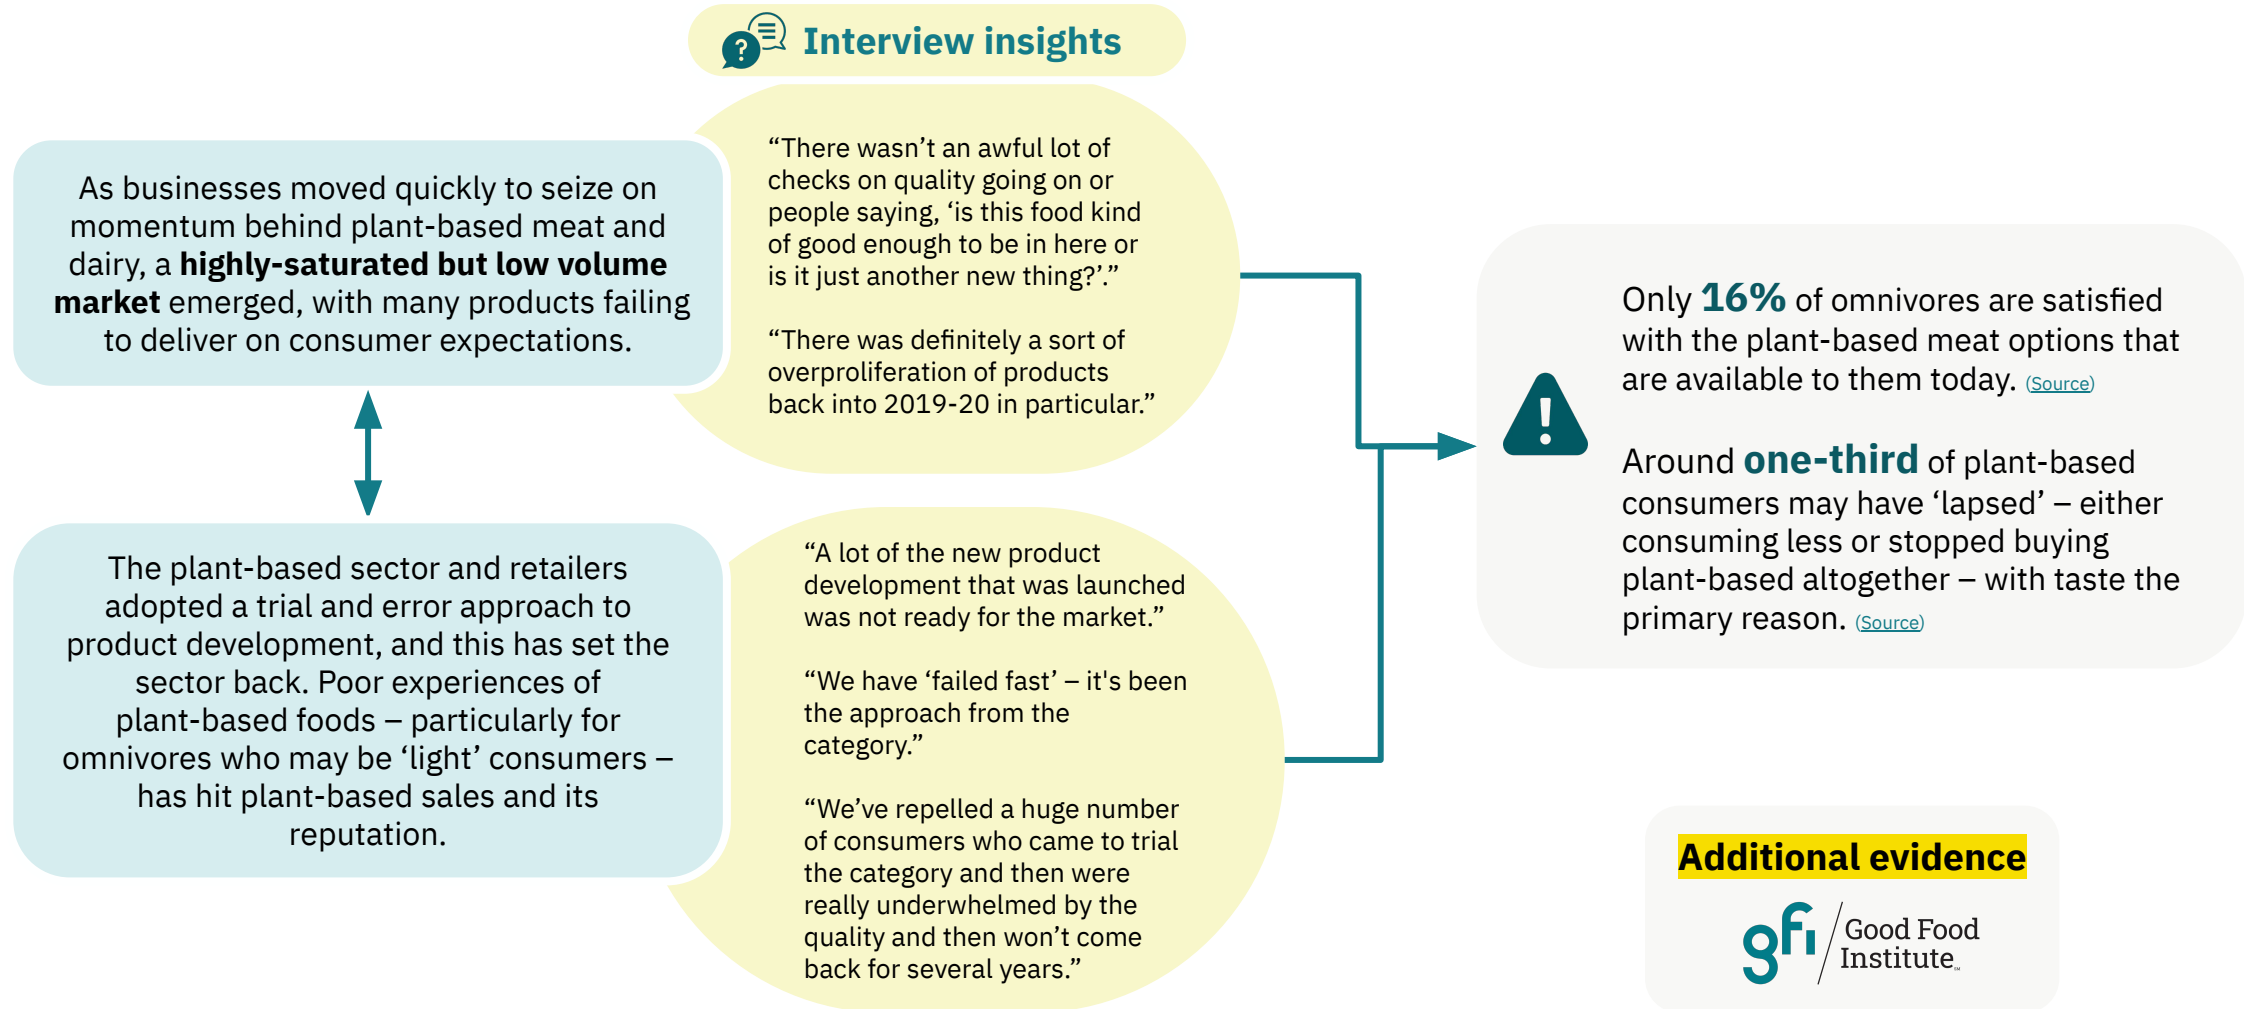 Interview insights
As businesses moved quickly to seize on
momentum behind plant-based meat and
dairy, a highly-saturated but low volume
market emerged, with many products failing
to deliver on consumer expectations.
“There wasn’t an awful lot of
checks on quality going on or
people saying, ‘is this food kind
of good enough to be in here or
is it just another new thing?’.”
“There was definitely a sort of
overproliferation of products
back into 2019-20 in particular.”
The plant-based sector and retailers
adopted a trial and error approach to
product development, and this has set the
sector back. Poor experiences of
plant-based foods – particularly for
omnivores who may be ‘light’ consumers –
has hit plant-based sales and its
reputation.
“A lot of the new product
development that was launched
was not ready for the market.”
“We have ‘failed fast’ – it's been
the approach from the
category.”
“We’ve repelled a huge number
of consumers who came to trial
the category and then were
really underwhelmed by the
quality and then won’t come
back for several years.”
Only 16% of omnivores are satisfied
with the plant-based meat options that
are available to them today. (Source)
Around one-third of plant-based
consumers may have ‘lapsed’ – either
consuming less or stopped buying
plant-based altogether – with taste the
primary reason. (Source)
Additional evidence
gfi
Good Food
Institute™